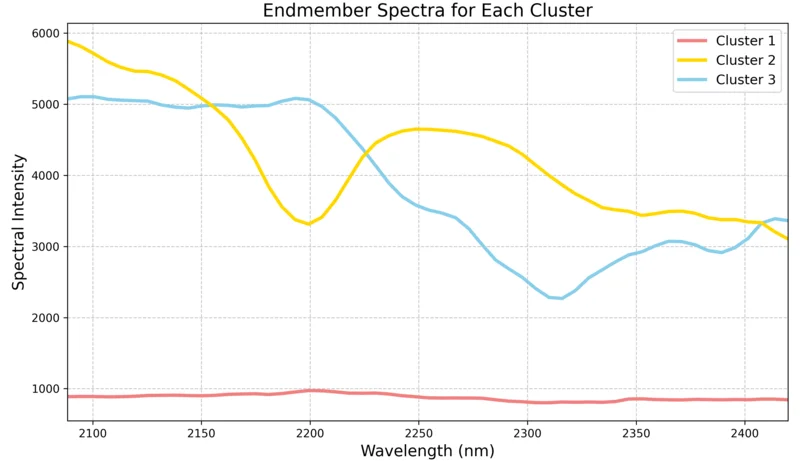 Endmember Spectra for Each Cluster
Cluster 1
Cluster 2
Cluster 3
Spectral Intensity
6000
5000
4000
3000
2000
1000
2100 2150 2200 2250 2300 2350 2400
Wavelength (nm)